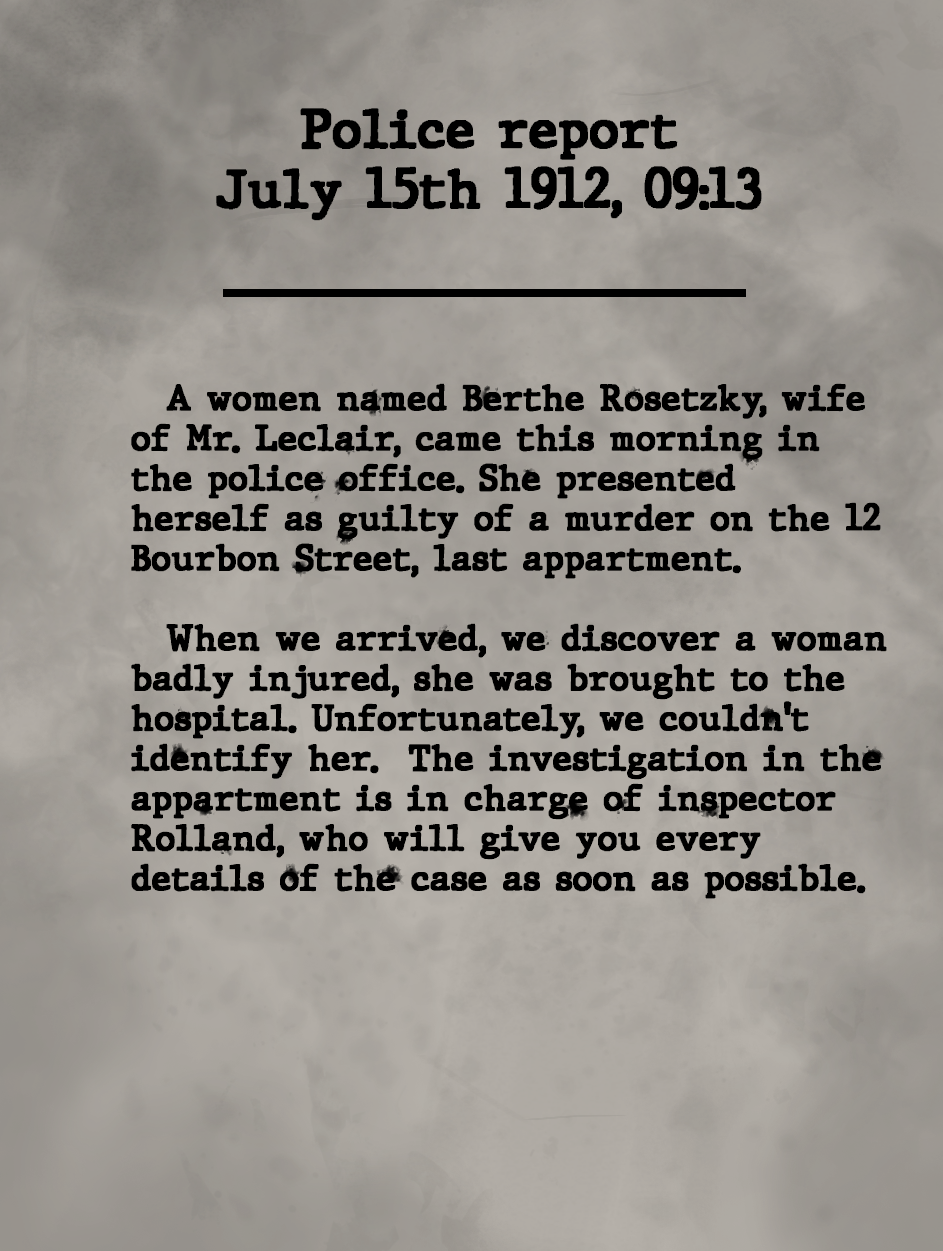 Police report
July 15th 1912, 09:13
A women named Berthe Rosetzky, wife
of Mr. Leclair, came this morning in
the police office. She presented
herself as guilty of a murder on the 12
Bourbon Street, last appartment.
When we arrived, we discover a woman
badly injured, she was brought to the
hospital. Unfortunately, we couldn't
identify her.  The investigation in the
appartment is in charge of inspector
Rolland, who will give you every
details of the case as soon as possible.